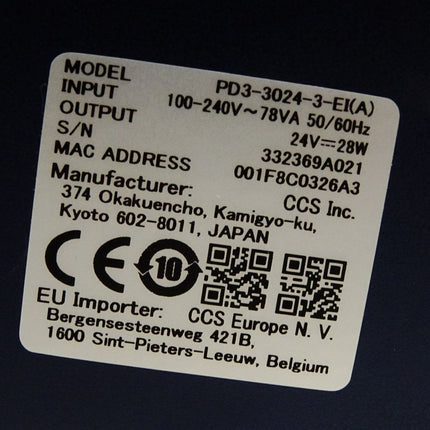 MODEL PD3-3024-3-EI(A)
INPUT 100-240V~78VA 50/60Hz
OUTPUT 24V⎓28W
S/N 332369A021
MAC ADDRESS 001F8C0326A3
Manufacturer: CCS Inc.
374 Okakuencho, Kamigyo-ku,
Kyoto 602-8011, JAPAN
CE 10
EU Importer: CCS Europe N. V.
Bergensesteenweg 421B,
1600 Sint-Pieters-Leeuw, Belgium